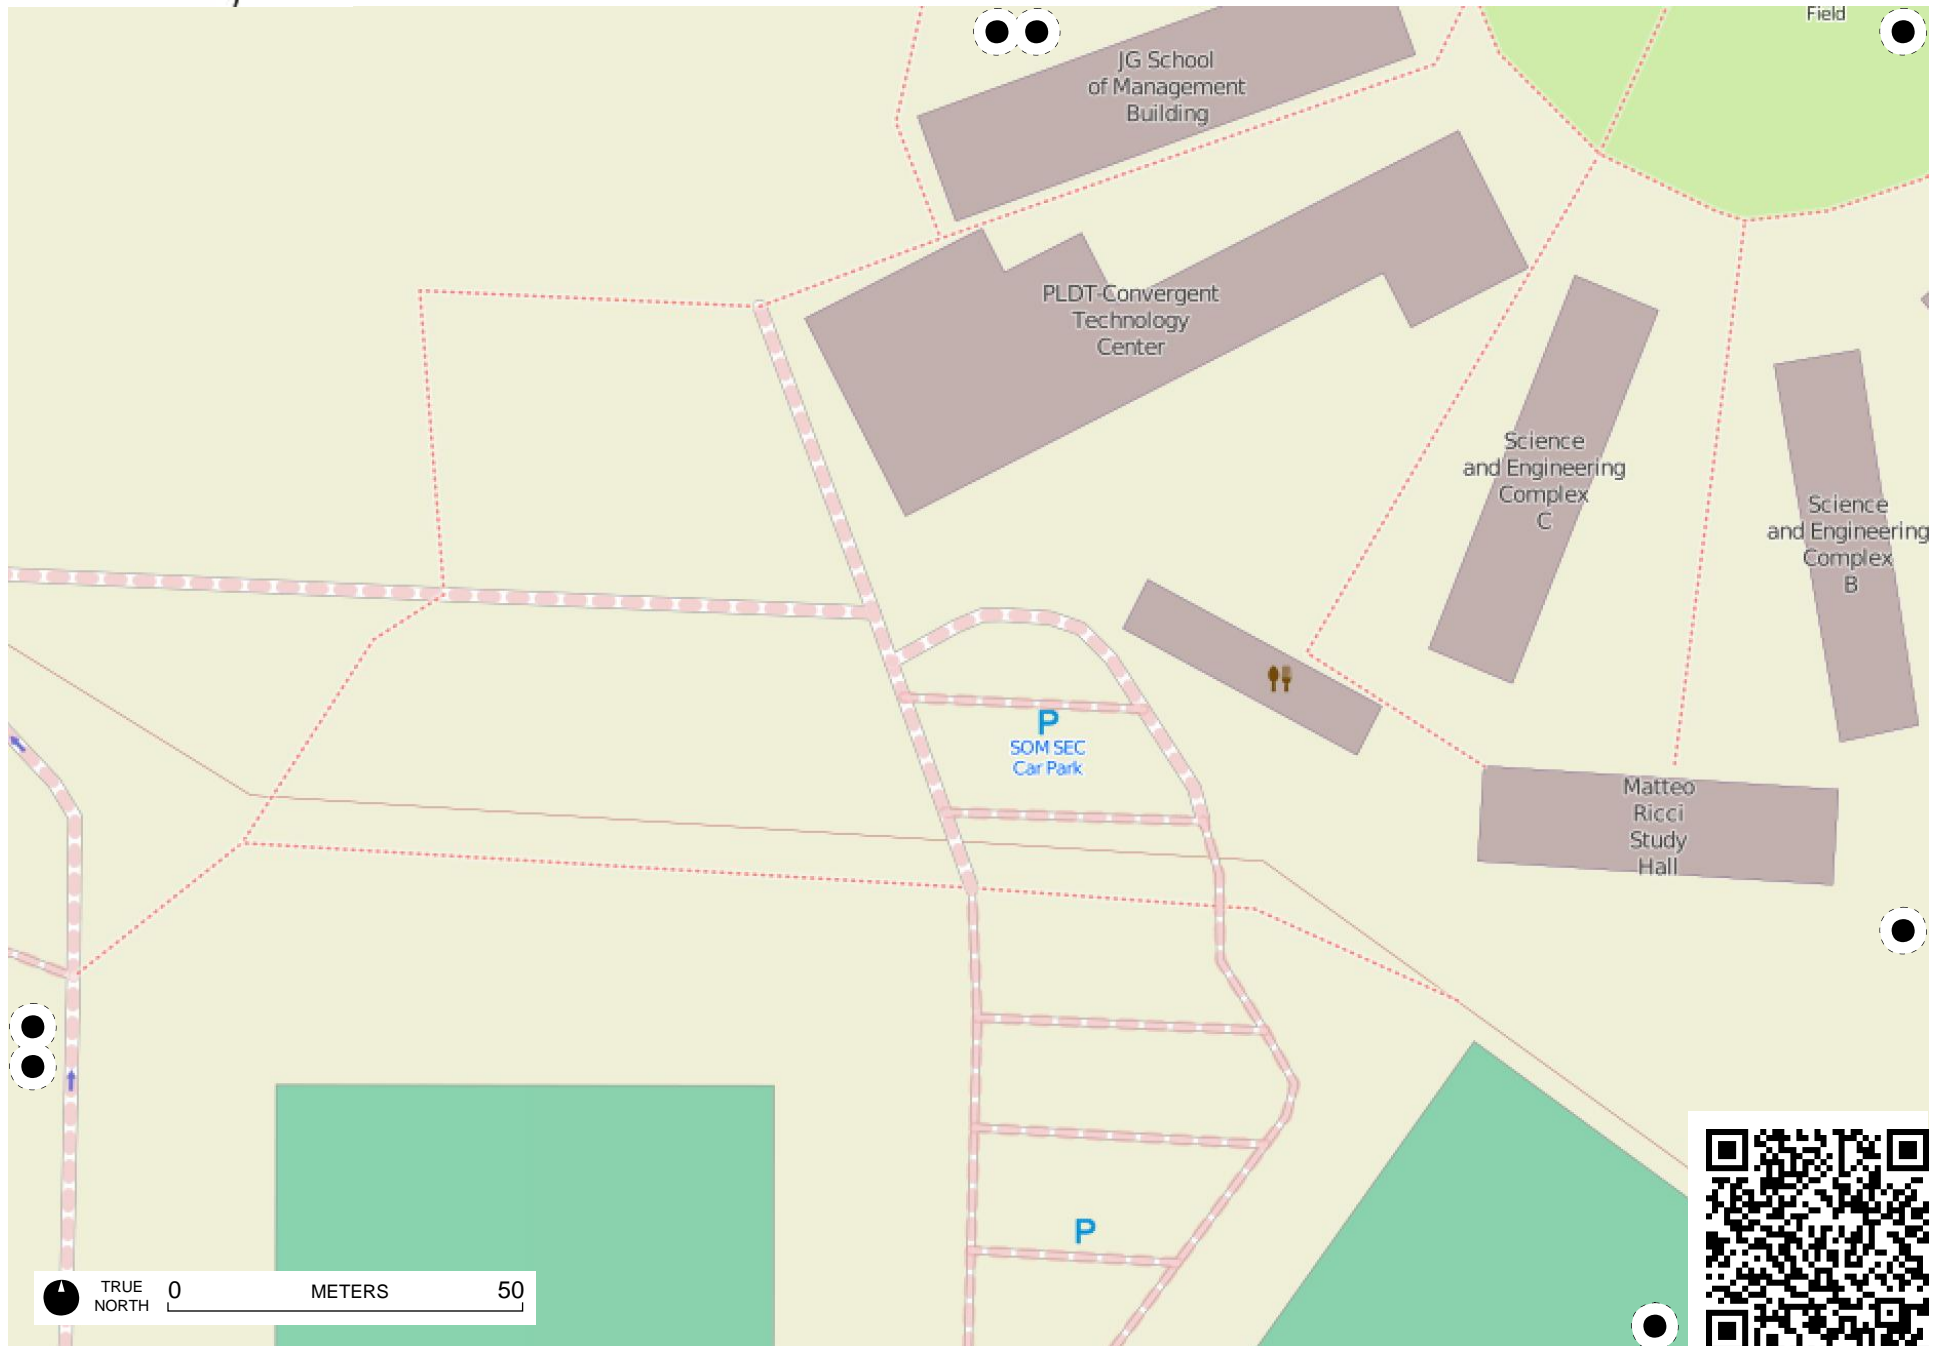 Field
JG School
of Management
Building
PLDT-Convergent
Technology
Center
Science
and Engineering
Complex
C
Science
and Engineering
Complex
B
P
SOM SEC
Car Park
Matteo
Ricci
Study
Hall
P
TRUE
NORTH
0
METERS
50